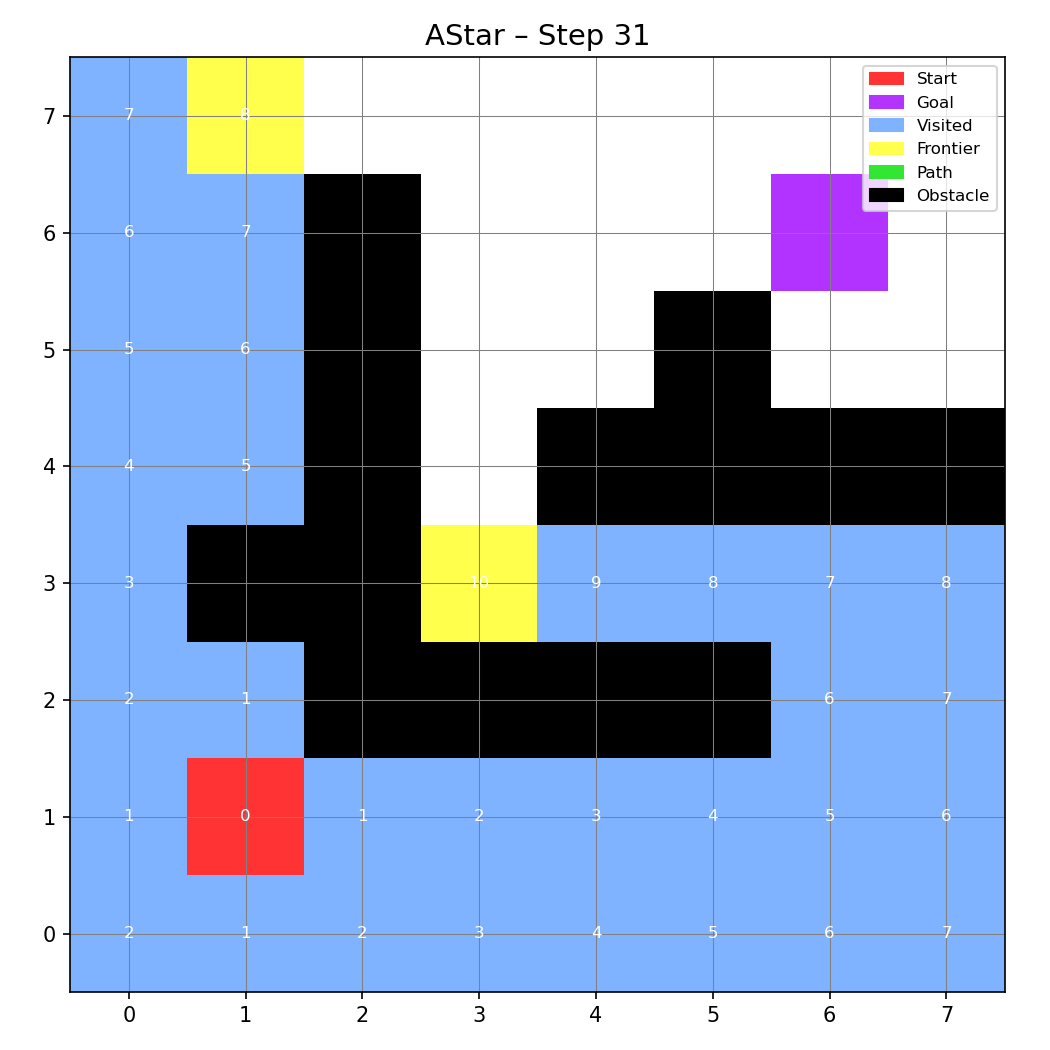 AStar – Step 31
Start
Goal
Visited
Frontier
Path
Obstacle
7 7 8
6 6 7
5 5 6
4 4 5
3 3 10 9 8 7 8
2 2 1 6 7
1 1 0 1 2 3 4 5 6
0 2 1 2 3 4 5 6 7
0 1 2 3 4 5 6 7